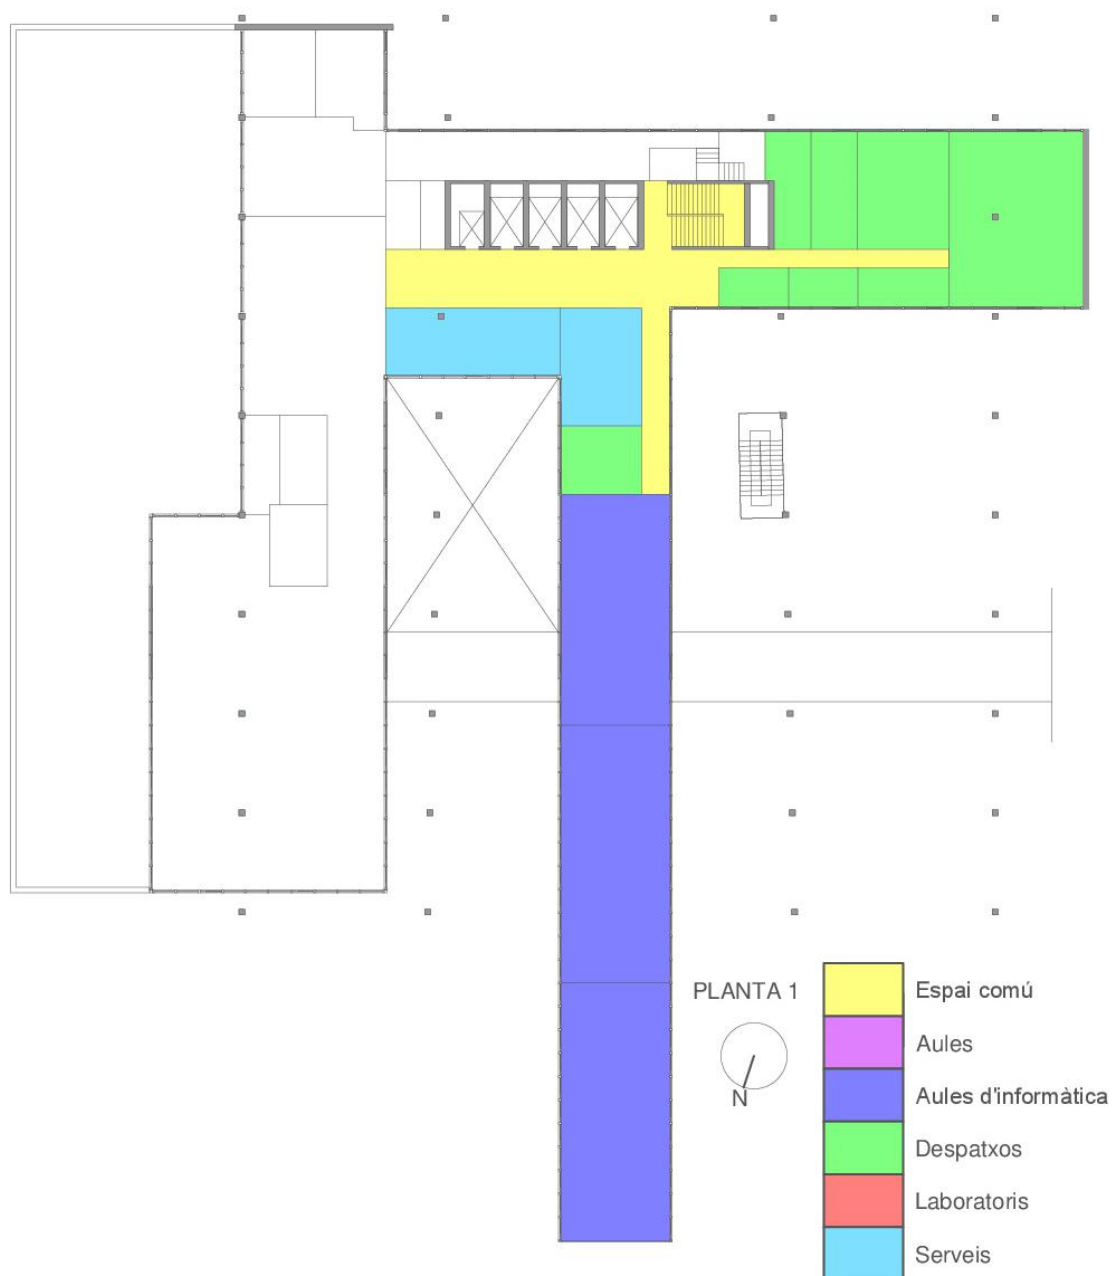 PLANTA 1
N
Espai comú
Aules
Aules d'informàtica
Despatxos
Laboratoris
Serveis